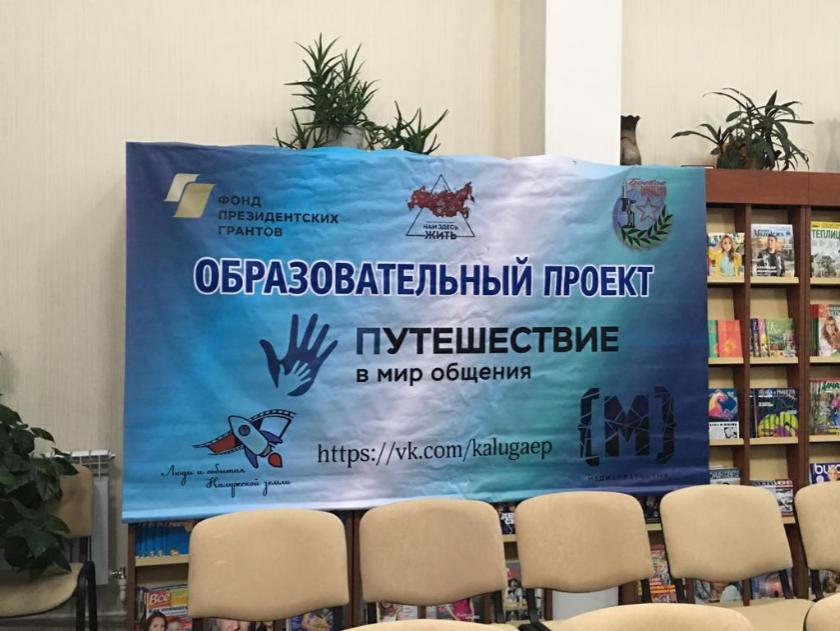 ФОНД
ПРЕЗИДЕНТСКИХ
ГРАНТОВ
НАМ ЗДЕСЬ
ЖИТЬ
ОБРАЗОВАТЕЛЬНЫЙ ПРОЕКТ
ПУТЕШЕСТВИЕ
в мир общения
Люди и события
Калужской земли
https://vk.com/kalugaep
[М]
Всё